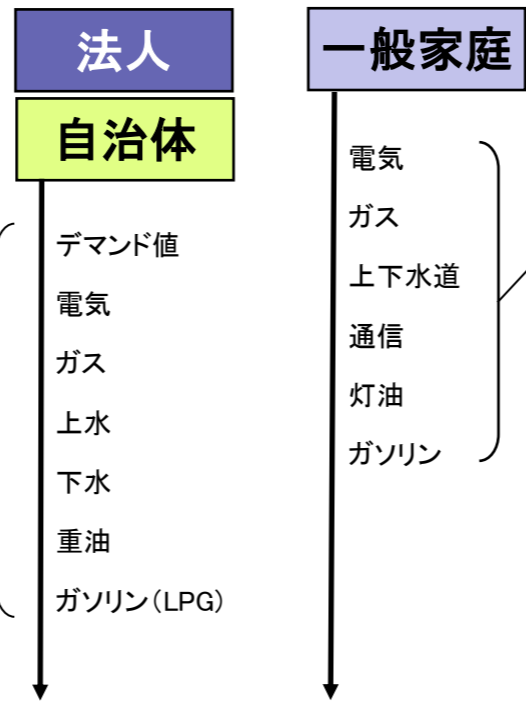 法人
自治体
デマンド値
電気
ガス
上水
下水
重油
ガソリン(LPG)
一般家庭
電気
ガス
上下水道
通信
灯油
ガソリン